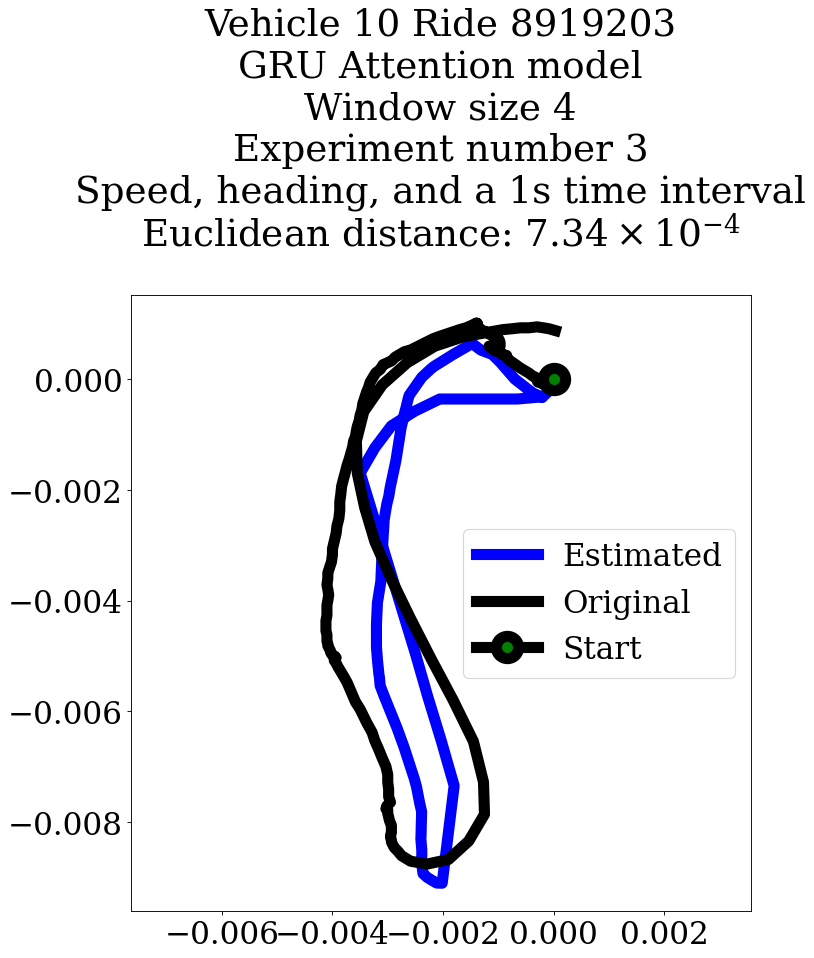 Vehicle 10 Ride 8919203
GRU Attention model
Window size 4
Experiment number 3
Speed, heading, and a 1s time interval
Euclidean distance: 7.34 × 10⁻⁴
0.000
−0.002
−0.004
−0.006
−0.008
Estimated
Original
Start
−0.006 −0.004 −0.002 0.000 0.002